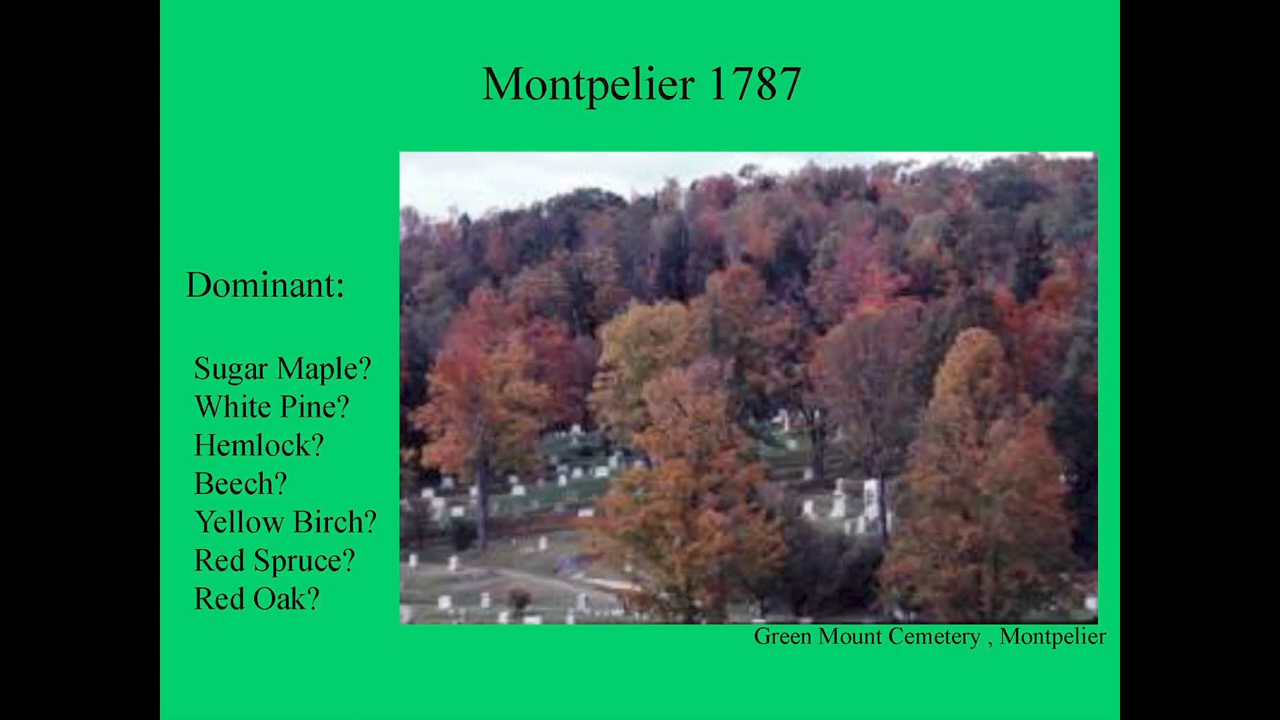 Montpelier 1787
Dominant:
Sugar Maple?
White Pine?
Hemlock?
Beech?
Yellow Birch?
Red Spruce?
Red Oak?
Green Mount Cemetery , Montpelier